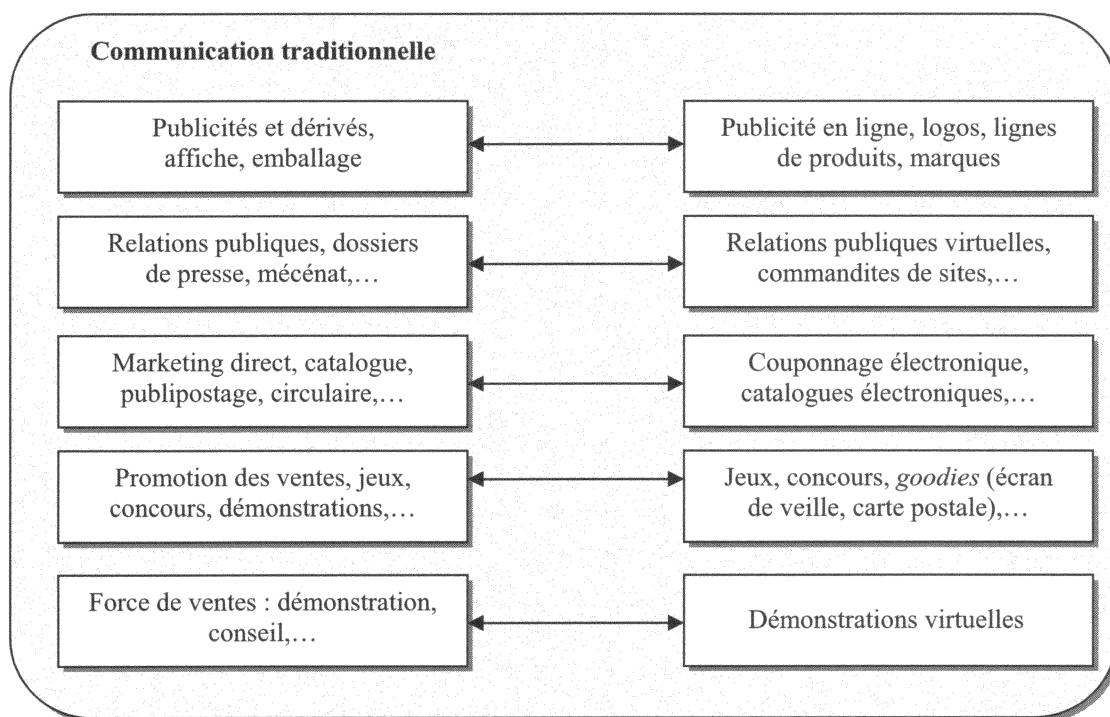 Communication traditionnelle
Publicités et dérivés,
affiche, emballage
Publicité en ligne, logos, lignes
de produits, marques
Relations publiques, dossiers
de presse, mécénat,…
Relations publiques virtuelles,
commandites de sites,…
Marketing direct, catalogue,
publipostage, circulaire,…
Couponnage électronique,
catalogues électroniques,…
Promotion des ventes, jeux,
concours, démonstrations,…
Jeux, concours, goodies (écran
de veille, carte postale),…
Force de ventes : démonstration,
conseil,…
Démonstrations virtuelles